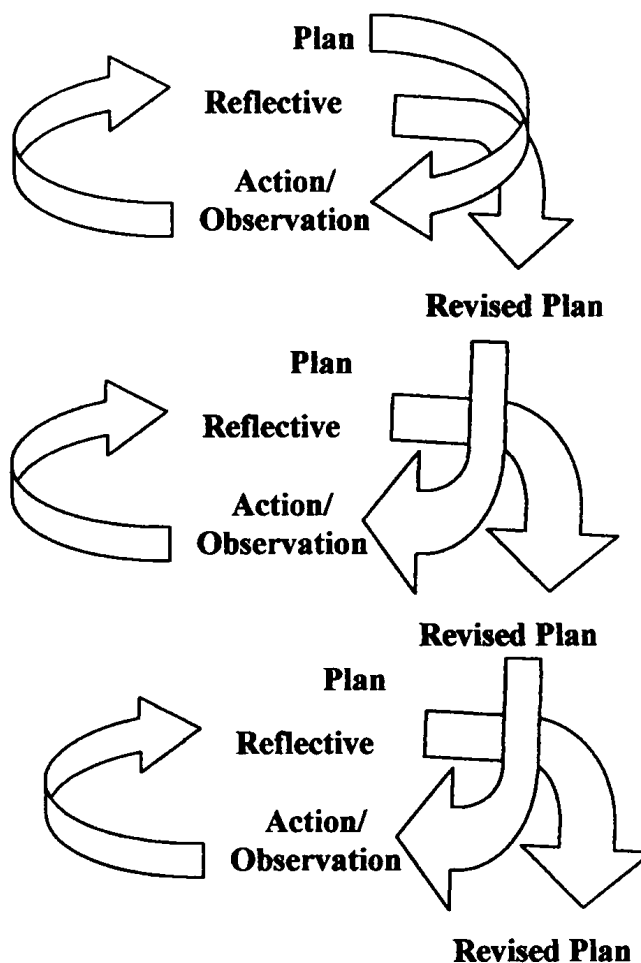 Plan
Reflective
Action/
Observation
Revised Plan
Plan
Reflective
Action/
Observation
Revised Plan
Plan
Reflective
Action/
Observation
Revised Plan